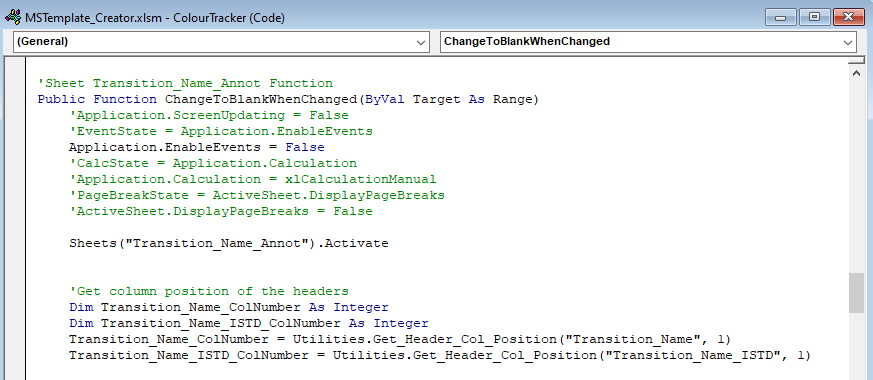 MSTemplate_Creator.xlsm - ColourTracker (Code)
(General) ChangeToBlankWhenChanged
'Sheet Transition_Name_Annot Function
Public Function ChangeToBlankWhenChanged(ByVal Target As Range)
'Application.ScreenUpdating = False
'EventState = Application.EnableEvents
Application.EnableEvents = False
'CalcState = Application.Calculation
'Application.Calculation = xlCalculationManual
'PageBreakState = ActiveSheet.DisplayPageBreaks
'ActiveSheet.DisplayPageBreaks = False
Sheets("Transition_Name_Annot").Activate
'Get column position of the headers
Dim Transition_Name_ColNumber As Integer
Dim Transition_Name_ISTD_ColNumber As Integer
Transition_Name_ColNumber = Utilities.Get_Header_Col_Position("Transition_Name", 1)
Transition_Name_ISTD_ColNumber = Utilities.Get_Header_Col_Position("Transition_Name_ISTD", 1)